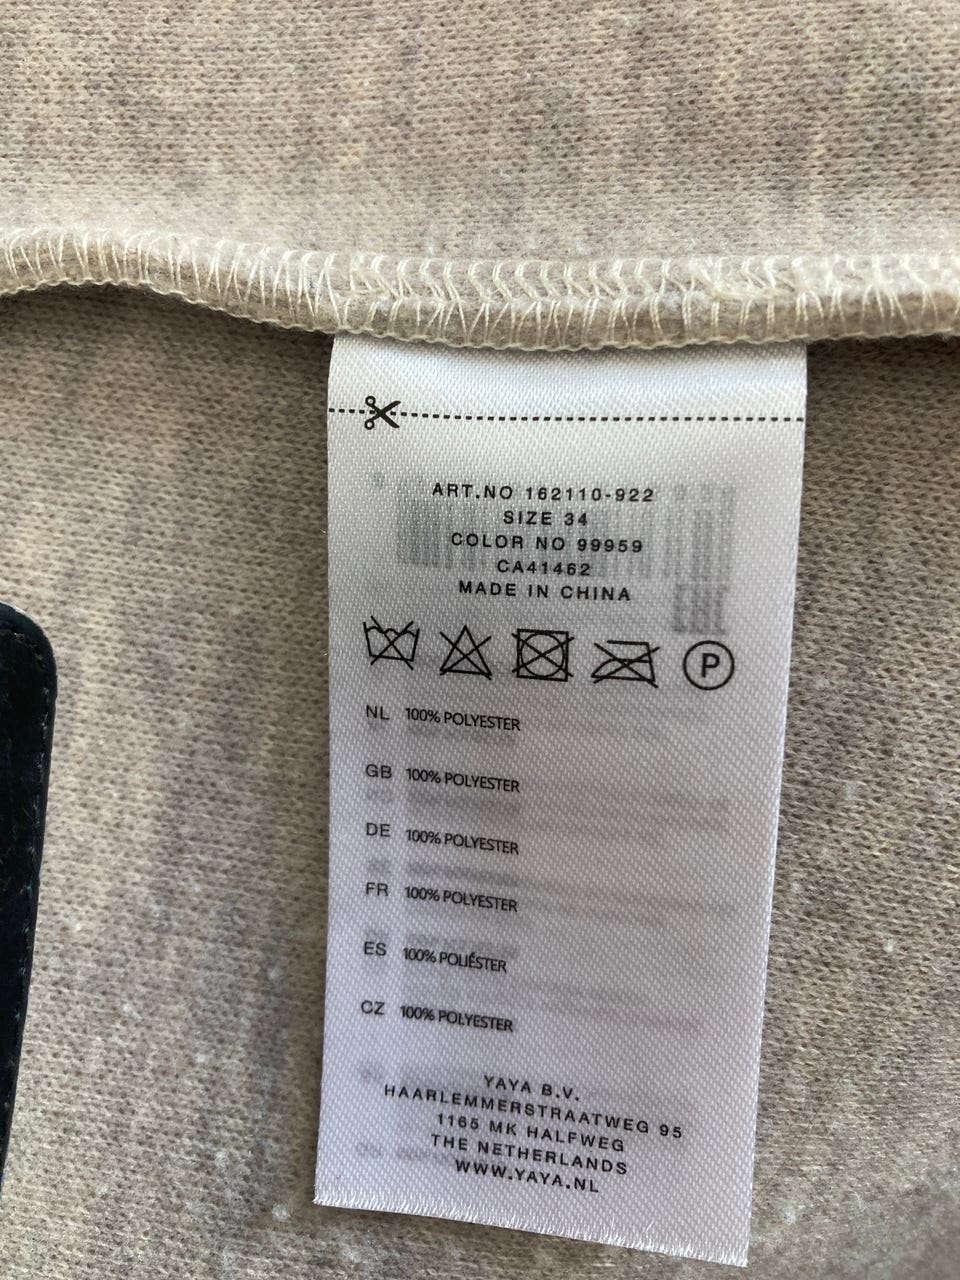 ART.NO 162110-922
SIZE 34
COLOR NO 99959
CA41462
MADE IN CHINA
P
NL 100% POLYESTER
GB 100% POLYESTER
DE 100% POLYESTER
FR 100% POLYESTER
ES 100% POLIÉSTER
CZ 100% POLYESTER
YAYA B.V.
HAARLEMMERSTRAATWEG 95
1165 MK HALFWEG
THE NETHERLANDS
WWW.YAYA.NL